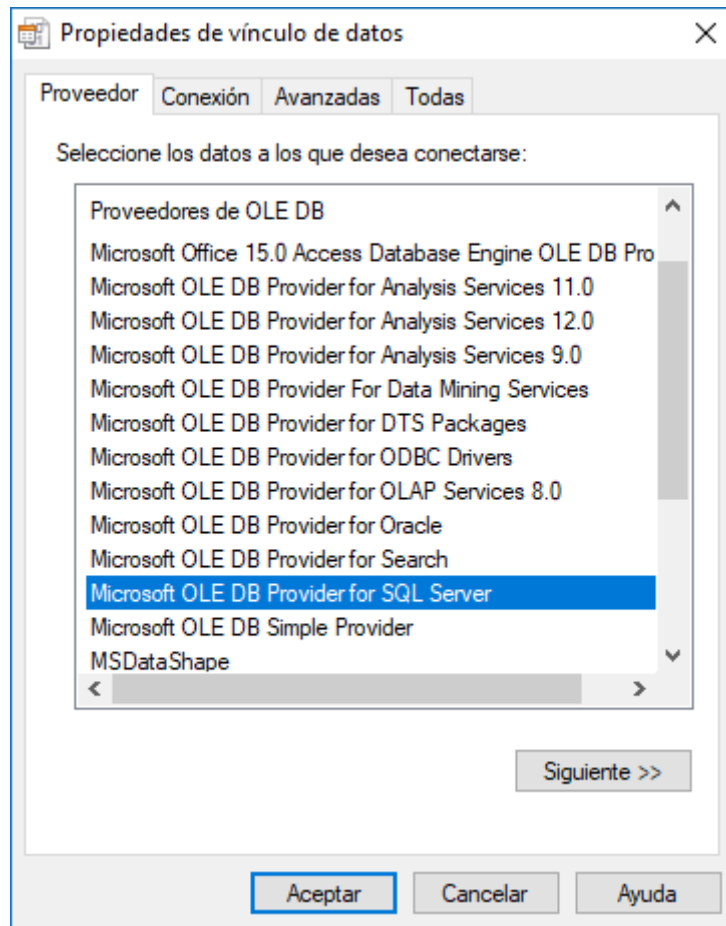 Propiedades de vínculo de datos
Proveedor Conexión Avanzadas Todas
Seleccione los datos a los que desea conectarse:
Proveedores de OLE DB
Microsoft Office 15.0 Access Database Engine OLE DB Pro
Microsoft OLE DB Provider for Analysis Services 11.0
Microsoft OLE DB Provider for Analysis Services 12.0
Microsoft OLE DB Provider for Analysis Services 9.0
Microsoft OLE DB Provider For Data Mining Services
Microsoft OLE DB Provider for DTS Packages
Microsoft OLE DB Provider for ODBC Drivers
Microsoft OLE DB Provider for OLAP Services 8.0
Microsoft OLE DB Provider for Oracle
Microsoft OLE DB Provider for Search
Microsoft OLE DB Provider for SQL Server
Microsoft OLE DB Simple Provider
MSDataShape
Siguiente >>
Aceptar Cancelar Ayuda